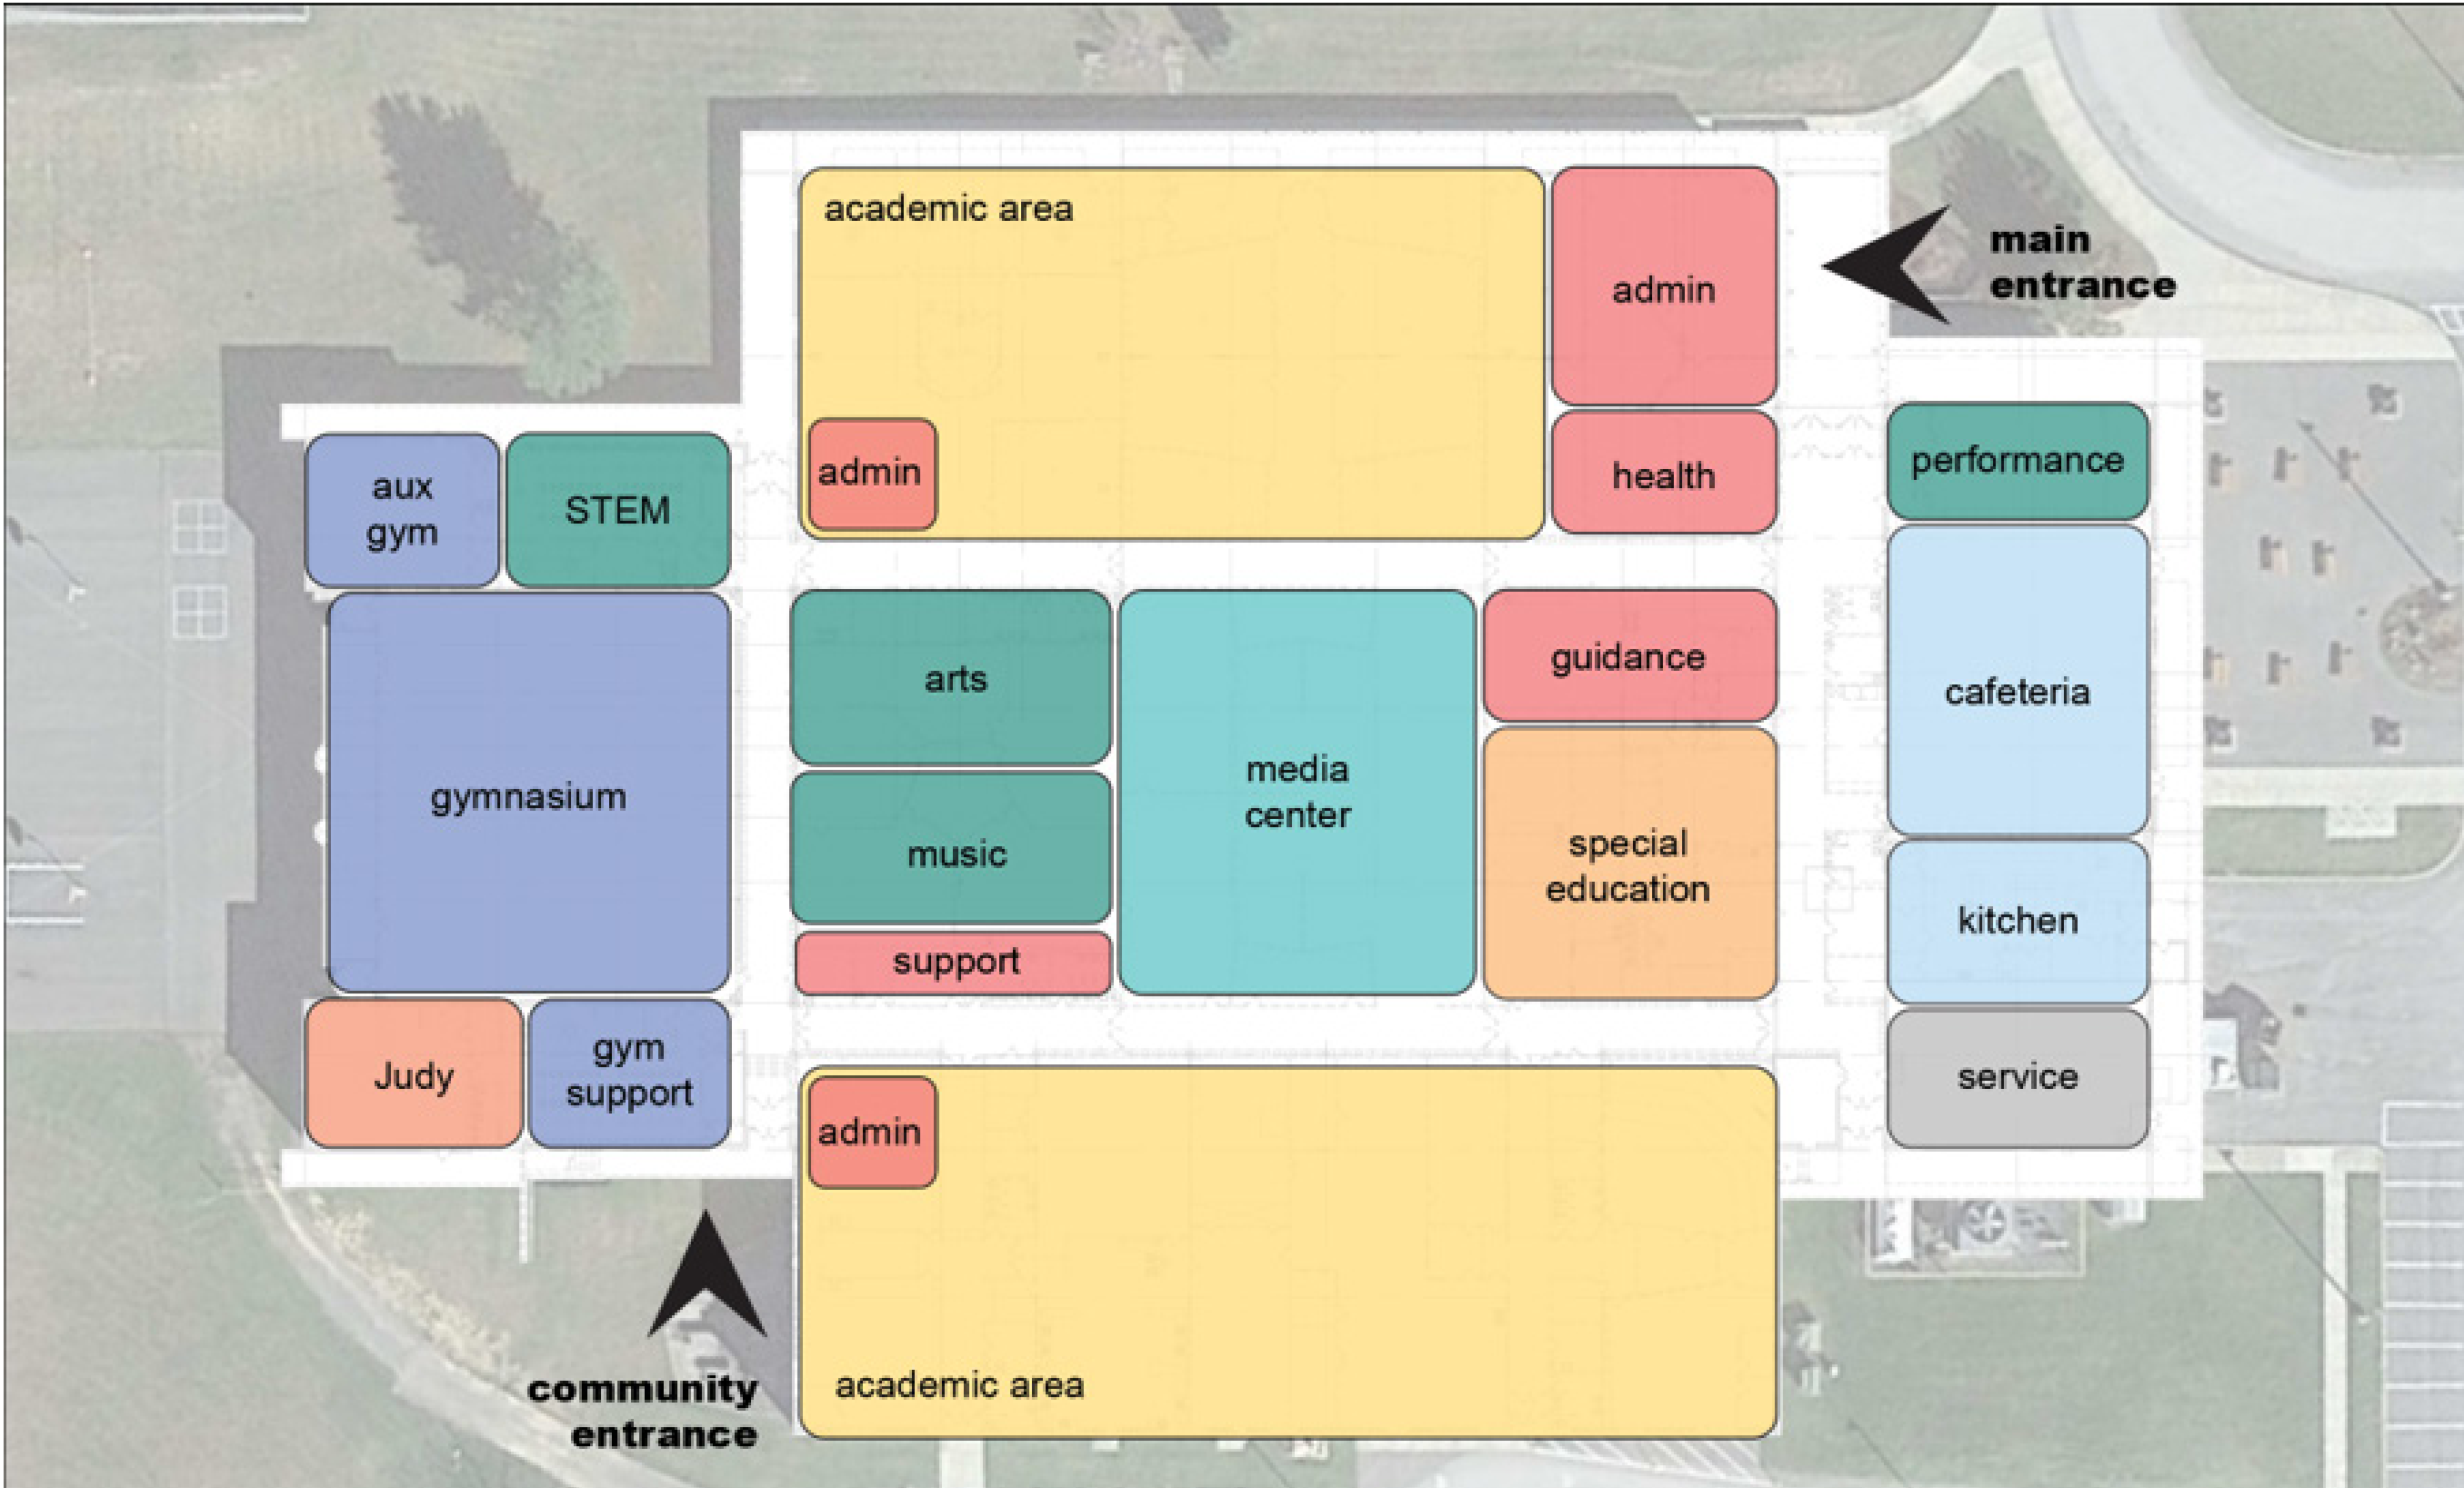 academic area
admin
main
entrance
admin
health
performance
aux
gym
STEM
arts
media
center
guidance
cafeteria
gymnasium
music
special
education
support
kitchen
Judy
gym
support
admin
service
academic area
community
entrance